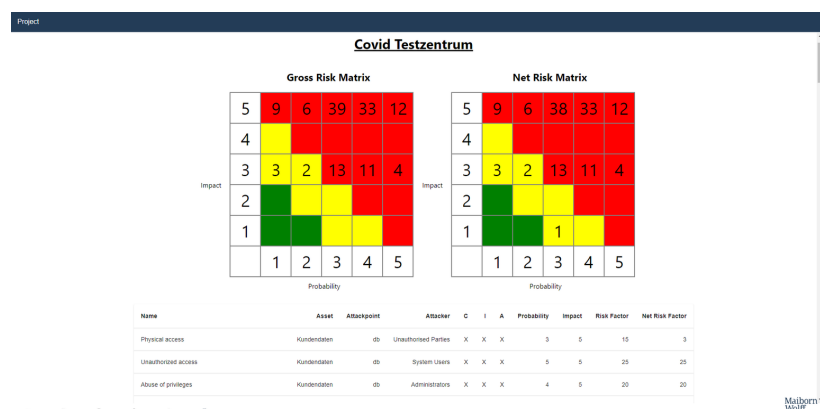 Project
Covid Testzentrum
Gross Risk Matrix
Net Risk Matrix
5 9 6 39 33 12
5 9 6 38 33 12
4
4
3 3 2 13 11 4
3 3 2 13 11 4
Impact
Impact
2
2
1
1 1
1 2 3 4 5
1 2 3 4 5
Probability
Probability
Name Asset Attackpoint Attacker C I A Probability Impact Risk Factor Net Risk Factor
Physical access Kundendaten db Unauthorised Parties X X X 3 5 15 3
Unauthorized access Kundendaten db System Users X X X 5 5 25 25
Abuse of privileges Kundendaten db Administrators X X X 4 5 20 20
Maiborn
Wolff